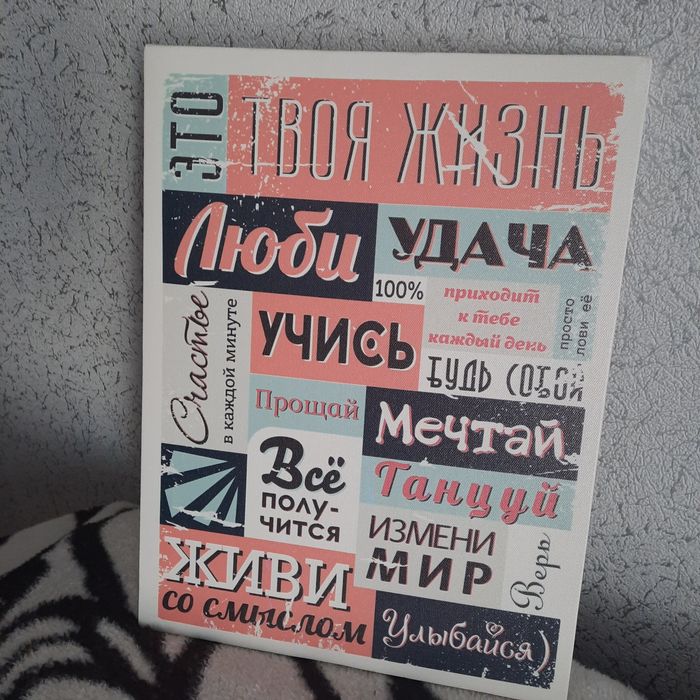 ЭТО
ТВОЯ ЖИЗНЬ
Люби
УДАЧА
100%
приходит
к тебе
каждый день
просто
лови её
Счастье
в каждой минуте
УЧИСЬ
БУДЬ СОБОЙ
Прощай
Мечтай
Всё
полу-
чится
Танцуй
ИЗМЕНИ
МИР
Верь
ЖИВИ
со смыслом
Улыбайся)